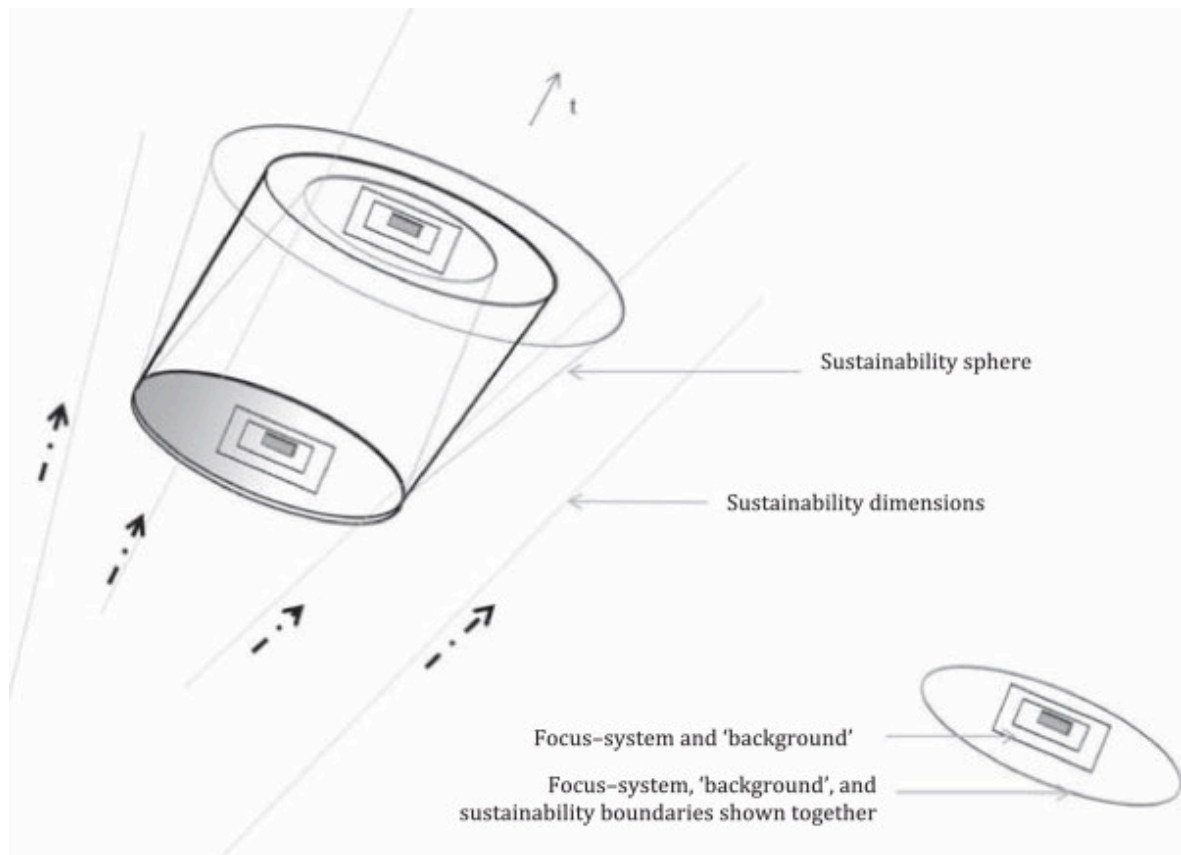 t
Sustainability sphere
Sustainability dimensions
Focus–system and ‘background’
Focus–system, ‘background’, and
sustainability boundaries shown together